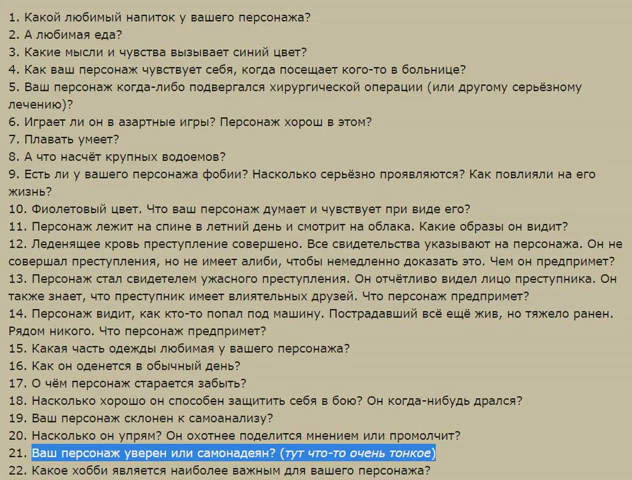 1. Какой любимый напиток у вашего персонажа?
2. А любимая еда?
3. Какие мысли и чувства вызывает синий цвет?
4. Как ваш персонаж чувствует себя, когда посещает кого-то в больнице?
5. Ваш персонаж когда-либо подвергался хирургической операции (или другому серьёзному
лечению)?
6. Играет ли он в азартные игры? Персонаж хорош в этом?
7. Плавать умеет?
8. А что насчёт крупных водоемов?
9. Есть ли у вашего персонажа фобии? Насколько серьёзно проявляются? Как повлияли на его
жизнь?
10. Фиолетовый цвет. Что ваш персонаж думает и чувствует при виде его?
11. Персонаж лежит на спине в летний день и смотрит на облака. Какие образы он видит?
12. Леденящее кровь преступление совершено. Все свидетельства указывают на персонажа. Он не
совершал преступления, но не имеет алиби, чтобы немедленно доказать это. Чем он предпримет?
13. Персонаж стал свидетелем ужасного преступления. Он отчётливо видел лицо преступника. Он
также знает, что преступник имеет влиятельных друзей. Что персонаж предпримет?
14. Персонаж видит, как кто-то попал под машину. Пострадавший всё ещё жив, но тяжело ранен.
Рядом никого. Что персонаж предпримет?
15. Какая часть одежды любимая у вашего персонажа?
16. Как он оденется в обычный день?
17. О чём персонаж старается забыть?
18. Насколько хорошо он способен защитить себя в бою? Он когда-нибудь дрался?
19. Ваш персонаж склонен к самоанализу?
20. Насколько он упрям? Он охотнее поделится мнением или промолчит?
21. Ваш персонаж уверен или самонадеян? (тут что-то очень тонкое)
22. Какое хобби является наиболее важным для вашего персонажа?